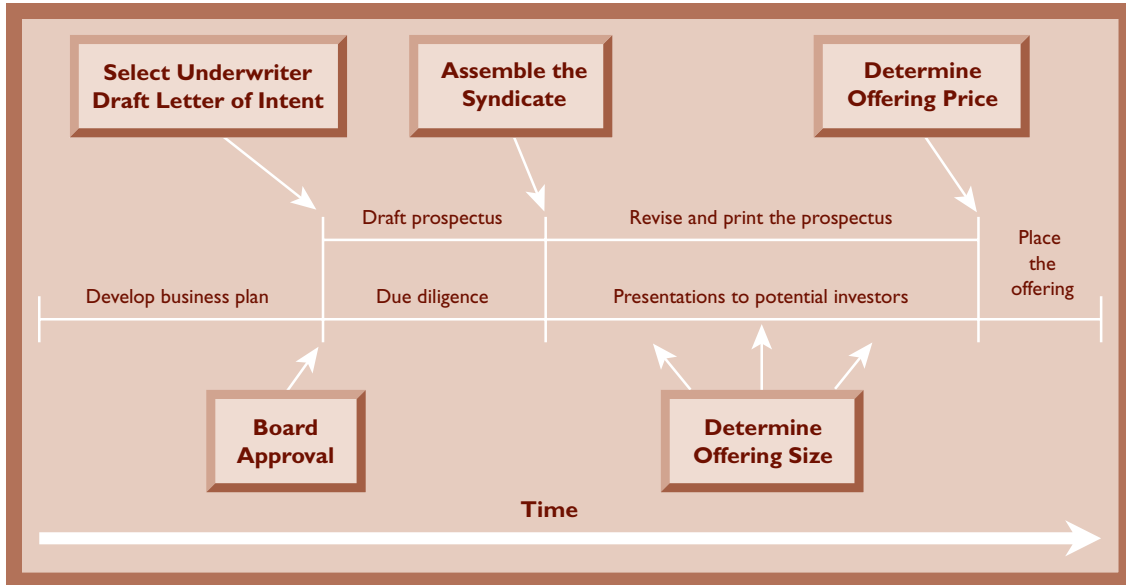 Select Underwriter
Draft Letter of Intent
Assemble the
Syndicate
Determine
Offering Price
Draft prospectus
Revise and print the prospectus
Place
the
offering
Develop business plan
Due diligence
Presentations to potential investors
Board
Approval
Determine
Offering Size
Time